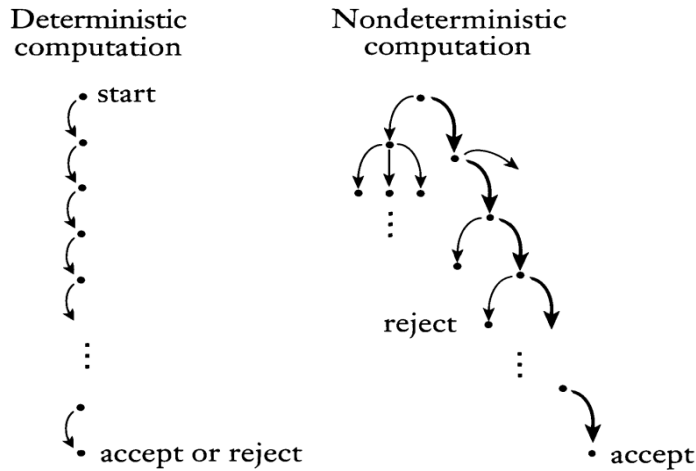 Deterministic
computation
Nondeterministic
computation
start
reject
accept or reject
accept